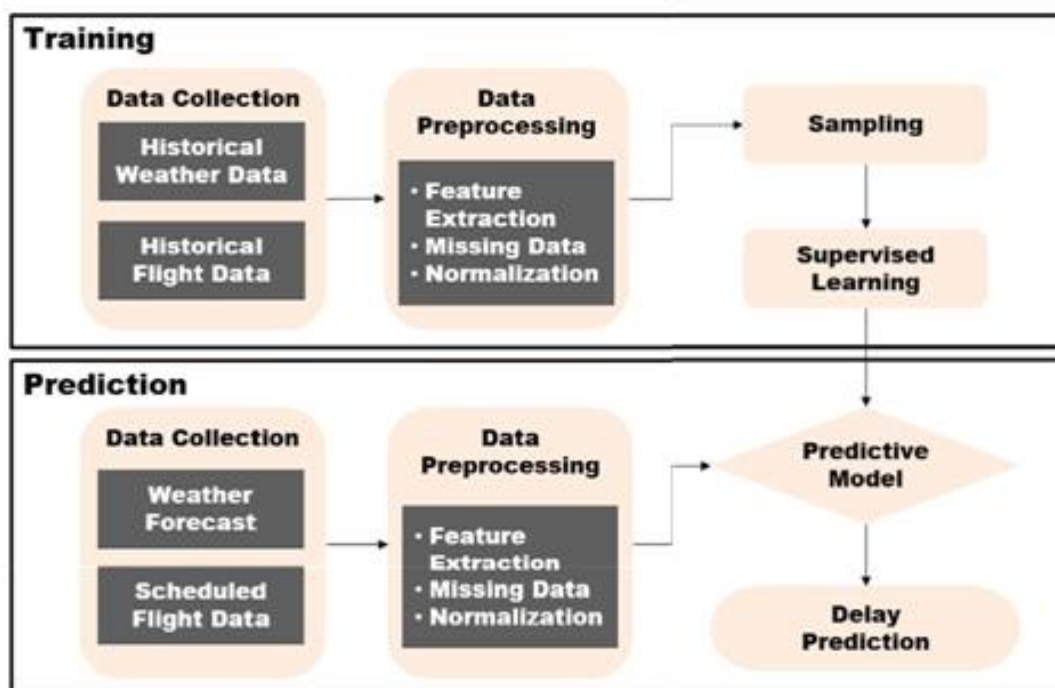 Training
Data Collection
Historical
Weather Data
Historical
Flight Data
Data
Preprocessing
• Feature
Extraction
• Missing Data
• Normalization
Sampling
Supervised
Learning
Prediction
Data Collection
Weather
Forecast
Scheduled
Flight Data
Data
Preprocessing
• Feature
Extraction
• Missing Data
• Normalization
Predictive
Model
Delay
Prediction